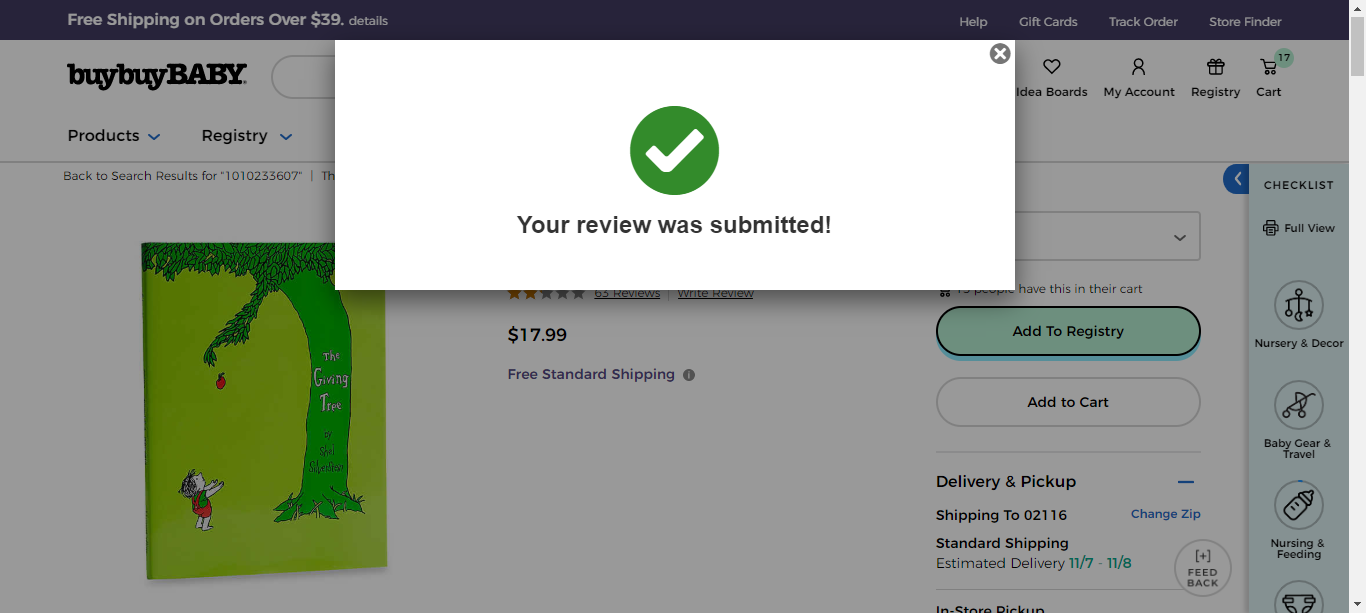 Free Shipping on Orders Over $39. details
Help
Gift Cards
Track Order
Store Finder
buybuyBABY
Idea Boards
My Account
Registry
17
Cart
Products
Registry
Back to Search Results for "1010233607" | Th
Your review was submitted!
CHECKLIST
Full View
63 Reviews
Write Review
people have this in their cart
$17.99
Free Standard Shipping
Add To Registry
Add to Cart
The
Giving
Tree
by
Shel
Silverstein
Delivery & Pickup
Shipping To 02116
Change Zip
Standard Shipping
Estimated Delivery 11/7 - 11/8
In-Store Pickup
[+]
FEED
BACK
Nursery & Decor
Baby Gear &
Travel
Nursing &
Feeding